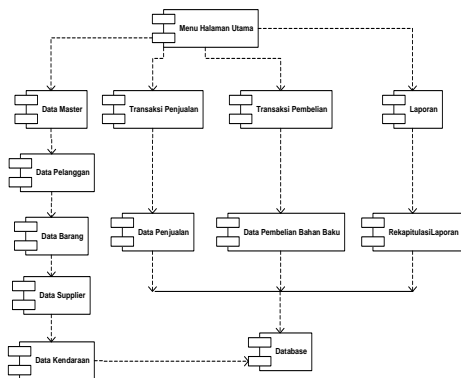 Menu Halaman Utama
Data Master
Transaksi Penjualan
Transaksi Pembelian
Laporan
Data Pelanggan
Data Barang
Data Penjualan
Data Pembelian Bahan Baku
RekapitulasiLaporan
Data Supplier
Data Kendaraan
Database